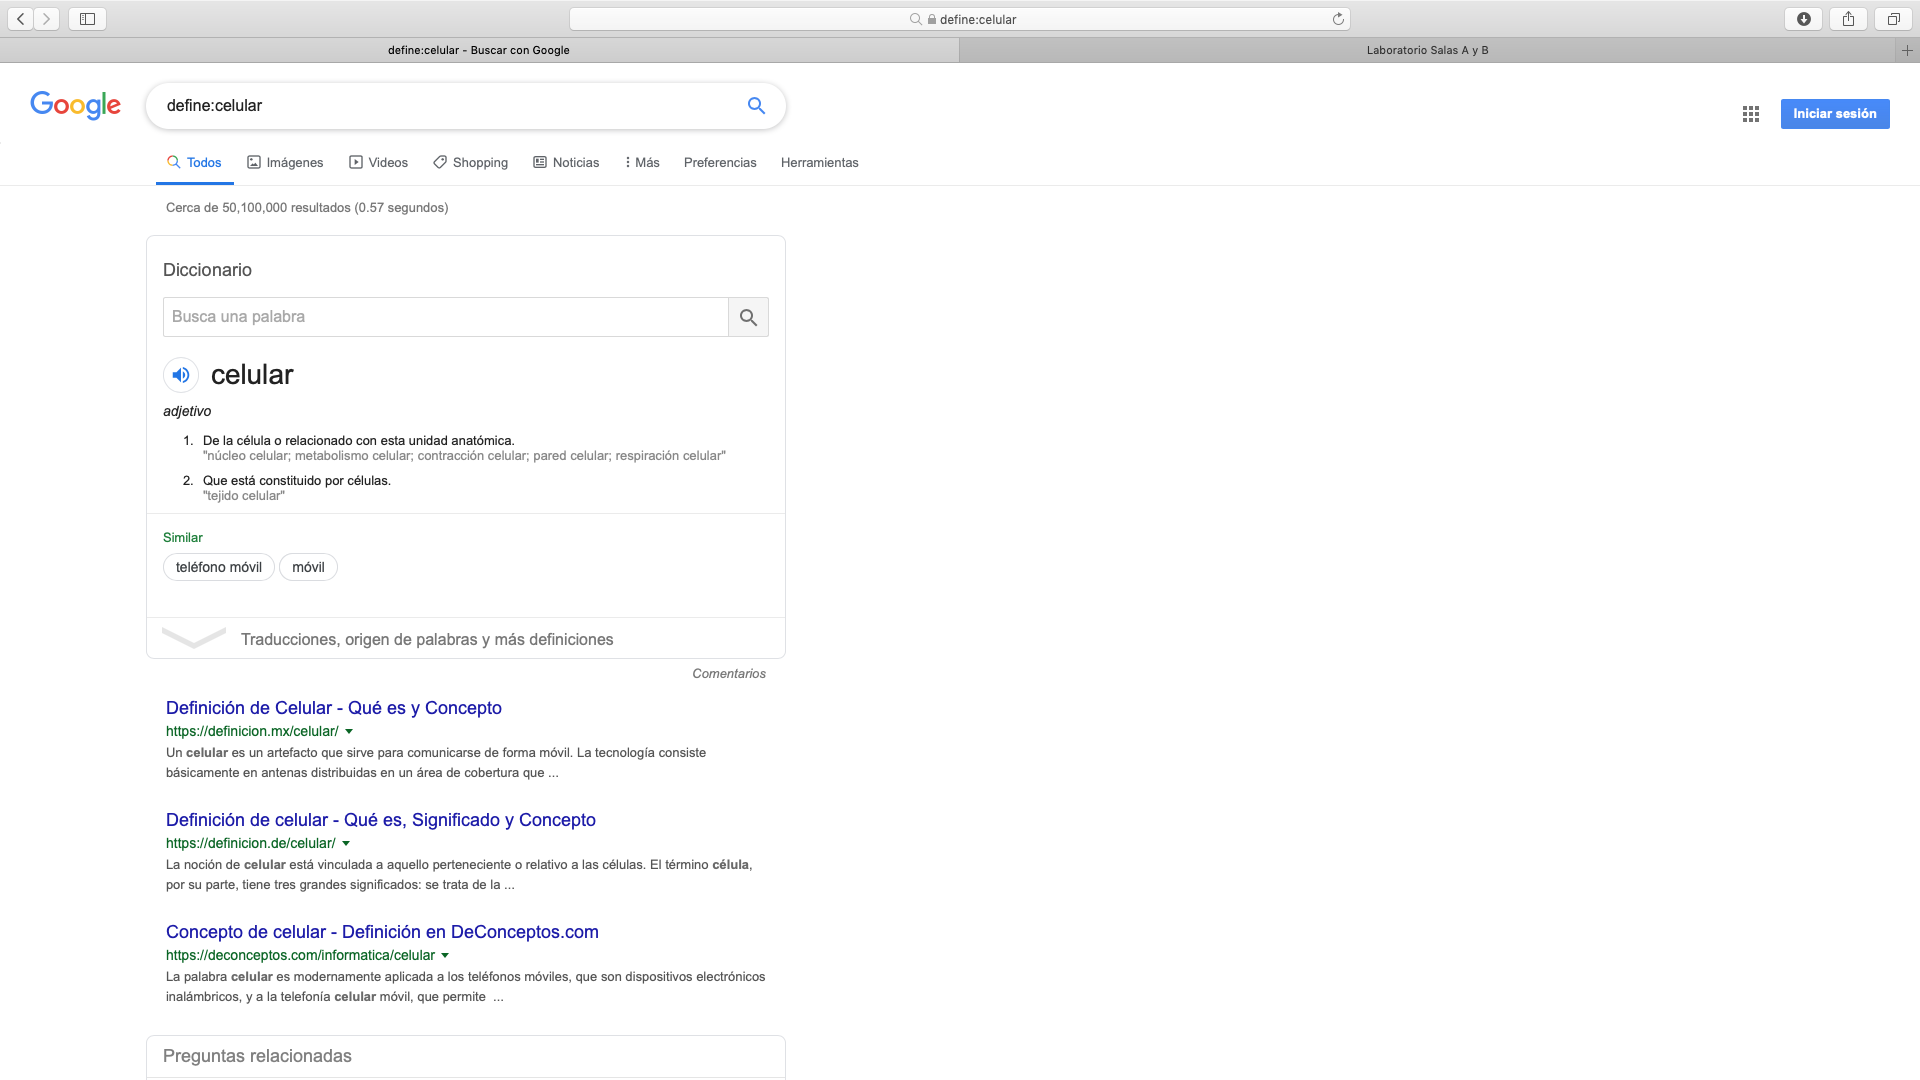 define:celular
define:celular - Buscar con Google
Laboratorio Salas A y B
Google
define:celular
Iniciar sesión
Todos
Imágenes
Videos
Shopping
Noticias
Más
Preferencias
Herramientas
Cerca de 50,100,000 resultados (0.57 segundos)
Diccionario
Busca una palabra
celular
adjetivo
1. De la célula o relacionado con esta unidad anatómica.
"núcleo celular; metabolismo celular; contracción celular; pared celular; respiración celular"
2. Que está constituido por células.
"tejido celular"
Similar
teléfono móvil
móvil
Traducciones, origen de palabras y más definiciones
Comentarios
Definición de Celular - Qué es y Concepto
https://definicion.mx/celular/
Un celular es un artefacto que sirve para comunicarse de forma móvil. La tecnología consiste
básicamente en antenas distribuidas en un área de cobertura que ...
Definición de celular - Qué es, Significado y Concepto
https://definicion.de/celular/
La noción de celular está vinculada a aquello perteneciente o relativo a las células. El término célula,
por su parte, tiene tres grandes significados: se trata de la ...
Concepto de celular - Definición en DeConceptos.com
https://deconceptos.com/informatica/celular
La palabra celular es modernamente aplicada a los teléfonos móviles, que son dispositivos electrónicos
inalámbricos, y a la telefonía celular móvil, que permite ...
Preguntas relacionadas